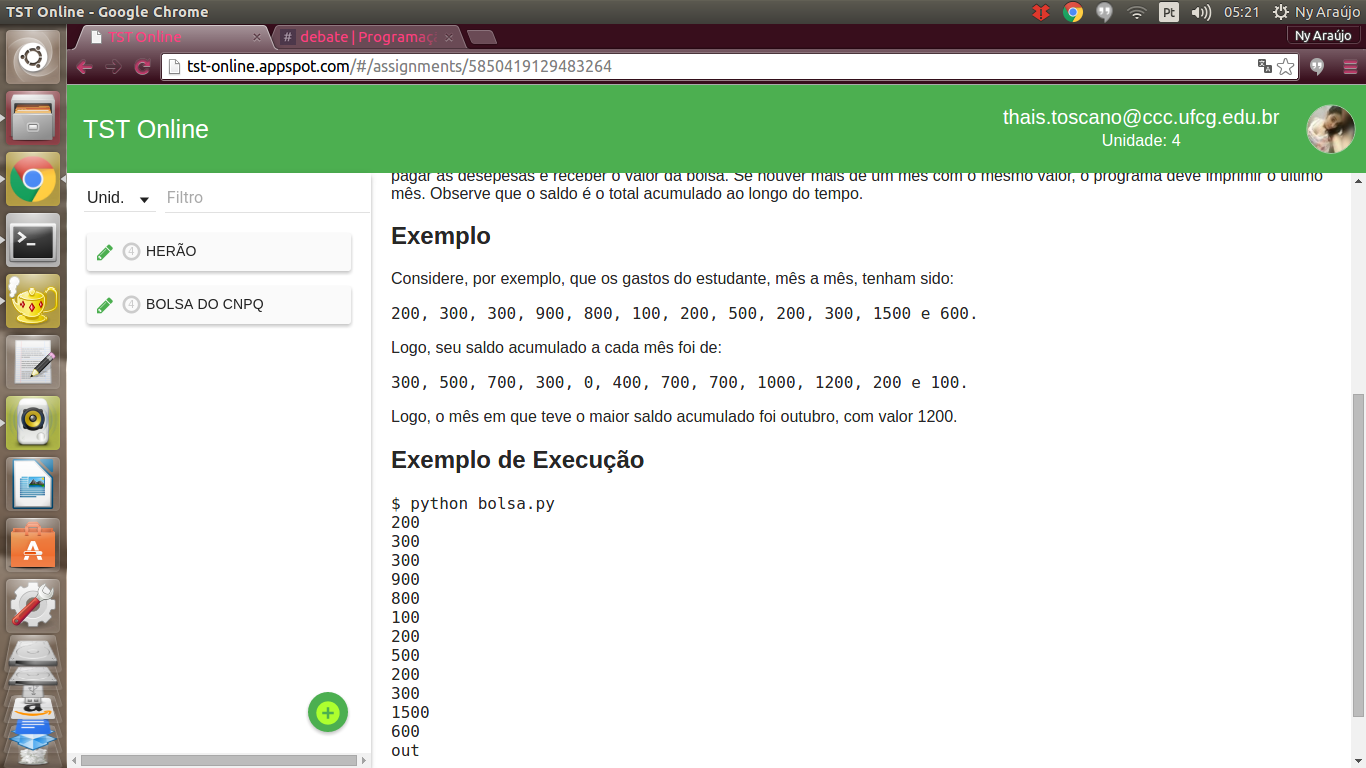 TST Online - Google Chrome
Pt
05:21
Ny Araújo
TST Online
# debate | Programaç
Ny Araújo
tst-online.appspot.com/#/assignments/5850419129483264
TST Online
thais.toscano@ccc.ufcg.edu.br
Unidade: 4
Unid.
Filtro
4 HERÃO
4 BOLSA DO CNPQ
pagar as desepesas e receber o valor da bolsa. Se houver mais de um mês com o mesmo valor, o programa deve imprimir o último
mês. Observe que o saldo é o total acumulado ao longo do tempo.
Exemplo
Considere, por exemplo, que os gastos do estudante, mês a mês, tenham sido:
200, 300, 300, 900, 800, 100, 200, 500, 200, 300, 1500 e 600.
Logo, seu saldo acumulado a cada mês foi de:
300, 500, 700, 300, 0, 400, 700, 700, 1000, 1200, 200 e 100.
Logo, o mês em que teve o maior saldo acumulado foi outubro, com valor 1200.
Exemplo de Execução
$ python bolsa.py
200
300
300
900
800
100
200
500
200
300
1500
600
out